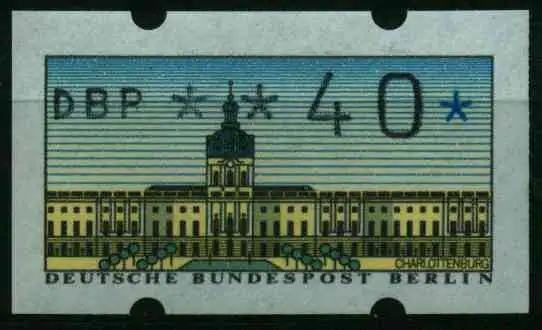 DBP ** 40*
CHARLOTTENBURG
DEUTSCHE BUNDESPOST BERLIN